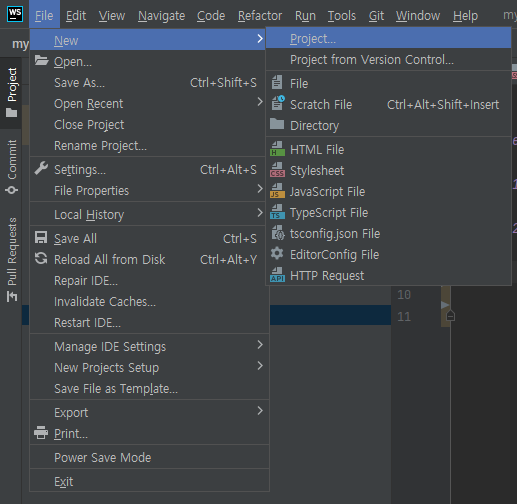 WS File Edit View Navigate Code Refactor Run Tools Git Window Help
my
Project
Commit
Pull Requests
New
Open...
Save As... Ctrl+Shift+S
Open Recent
Close Project
Rename Project...
Settings... Ctrl+Alt+S
File Properties
Local History
Save All Ctrl+S
Reload All from Disk Ctrl+Alt+Y
Repair IDE...
Invalidate Caches...
Restart IDE...
Manage IDE Settings
New Projects Setup
Save File as Template...
Export
Print...
Power Save Mode
Exit
Project...
Project from Version Control...
File
Scratch File Ctrl+Alt+Shift+Insert
Directory
H HTML File
CSS Stylesheet
JS JavaScript File
TS TypeScript File
tsconfig.json File
EditorConfig File
API HTTP Request
10
11